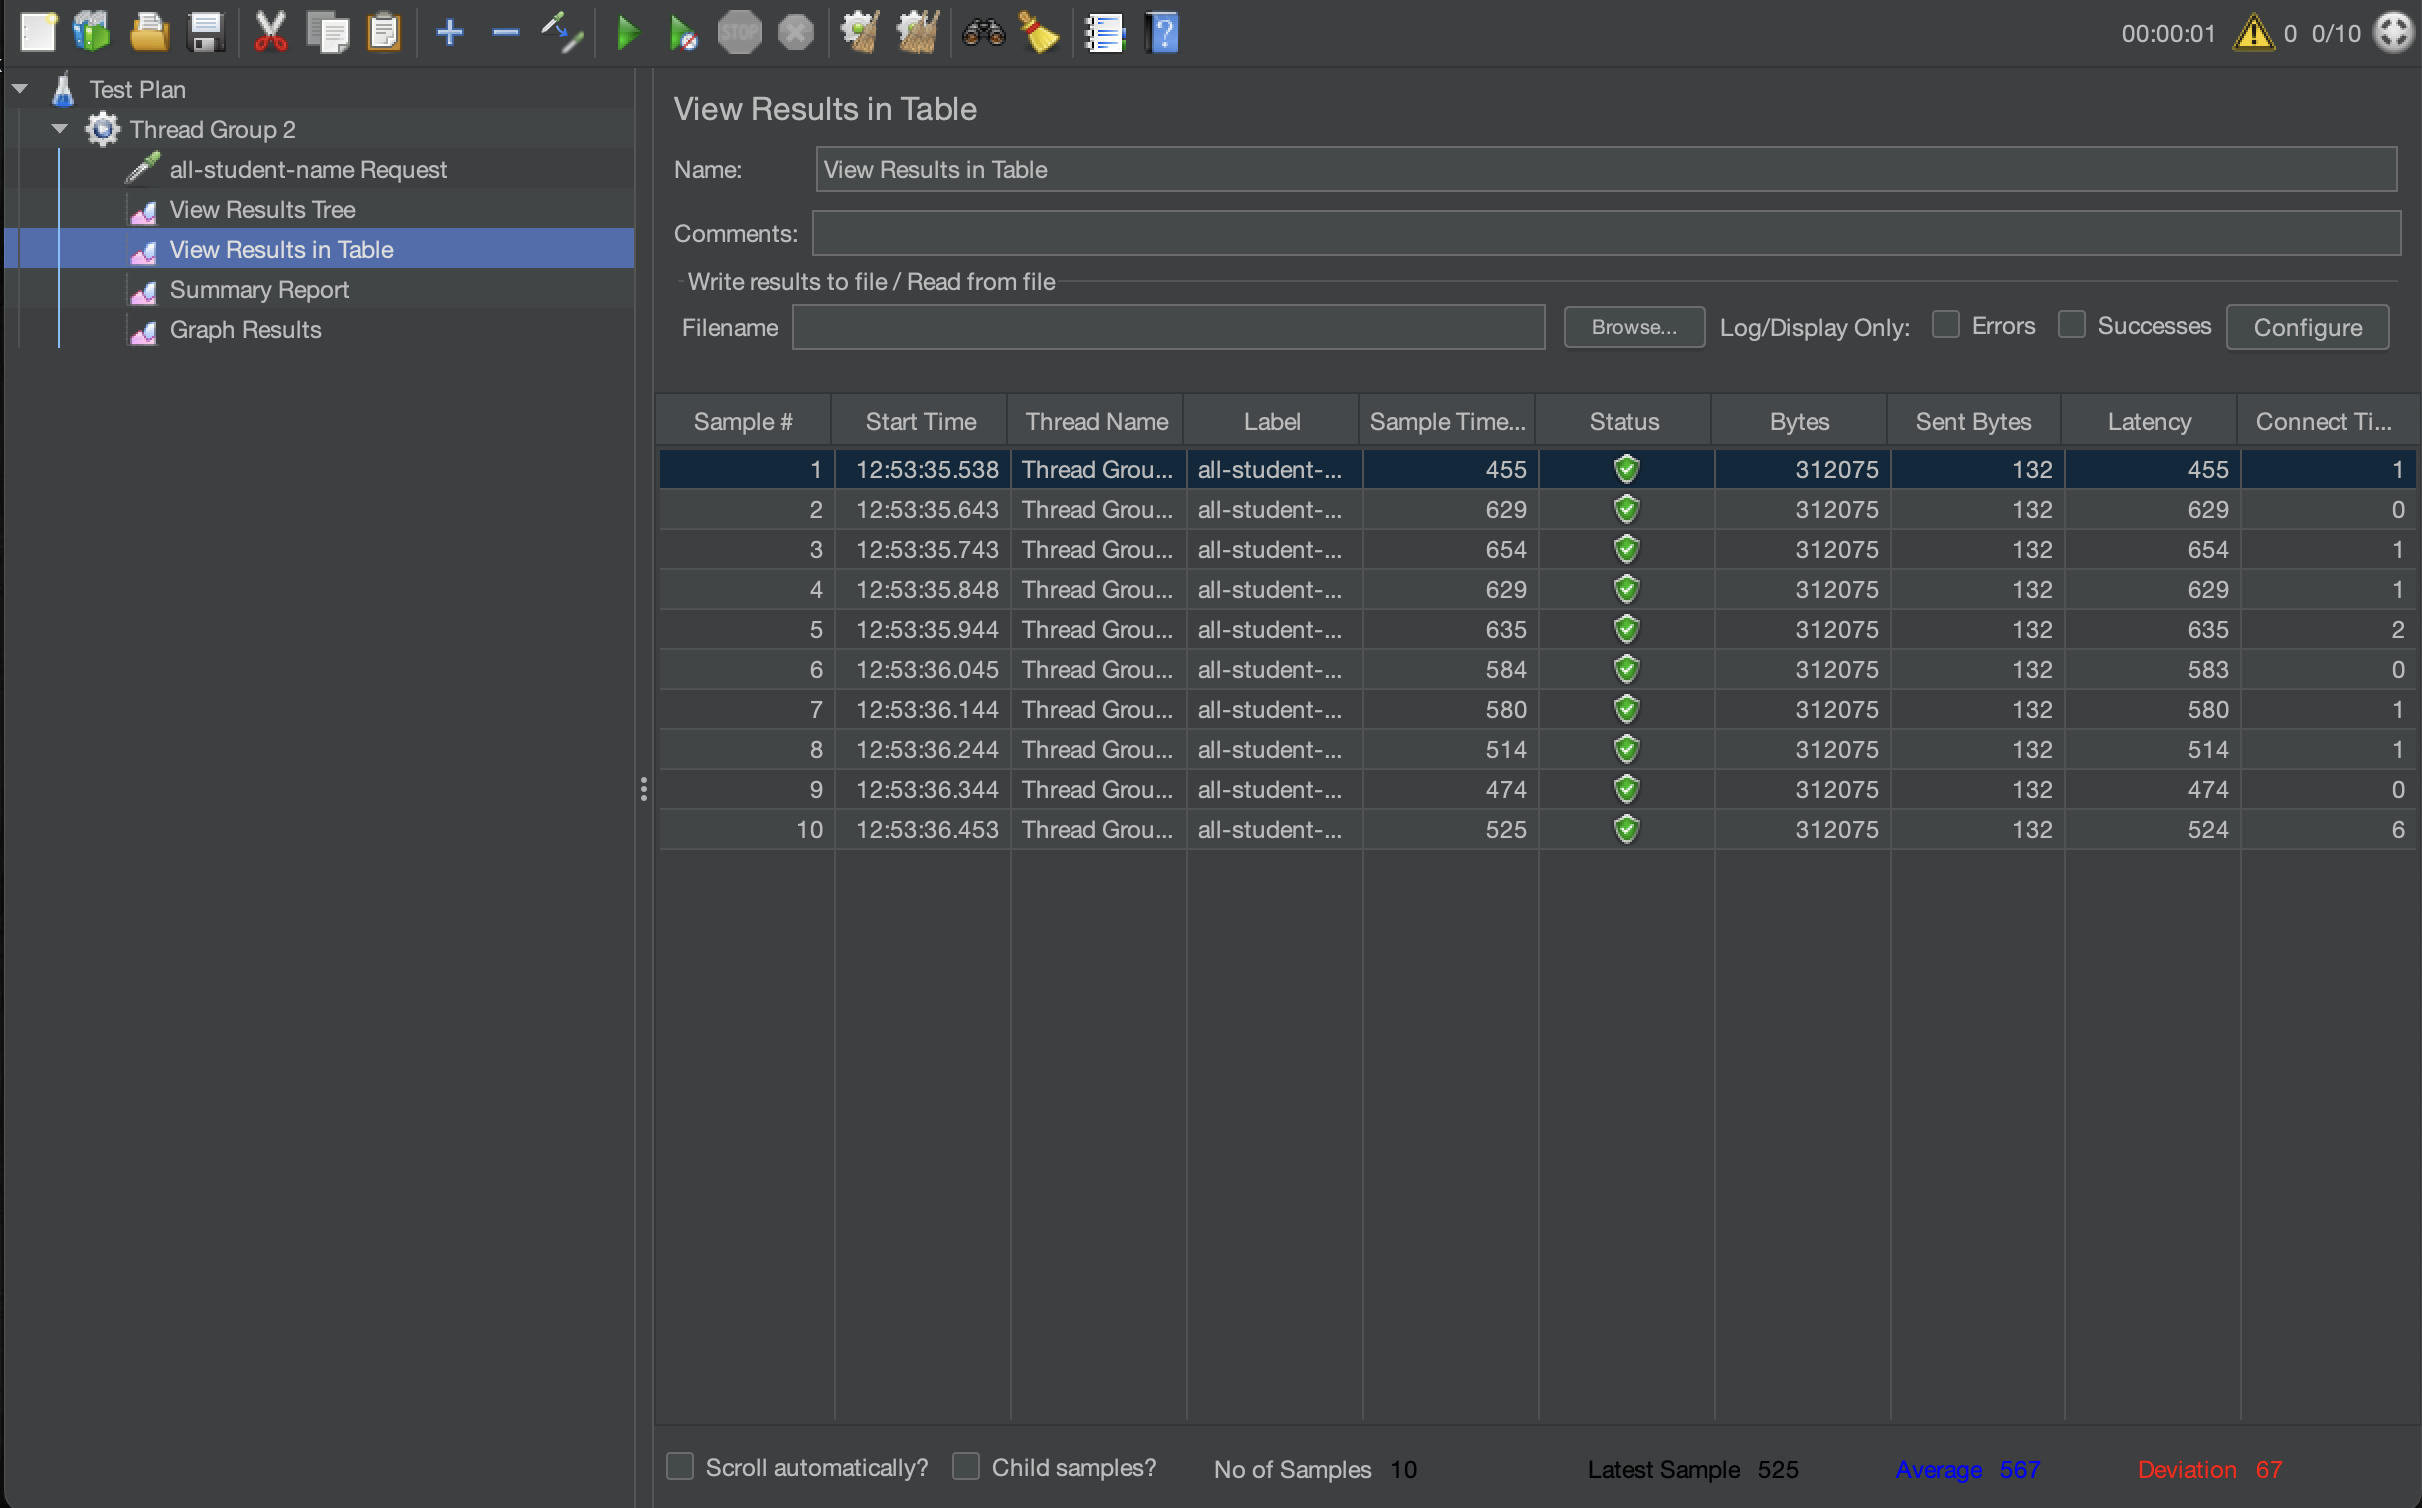 STOP
00:00:01 0 0/10
Test Plan
Thread Group 2
all-student-name Request
View Results Tree
View Results in Table
Summary Report
Graph Results
View Results in Table
Name: View Results in Table
Comments:
Write results to file / Read from file
Filename Browse... Log/Display Only: Errors Successes Configure
Sample # Start Time Thread Name Label Sample Time... Status Bytes Sent Bytes Latency Connect Ti...
1 12:53:35.538 Thread Grou... all-student-... 455 312075 132 455 1
2 12:53:35.643 Thread Grou... all-student-... 629 312075 132 629 0
3 12:53:35.743 Thread Grou... all-student-... 654 312075 132 654 1
4 12:53:35.848 Thread Grou... all-student-... 629 312075 132 629 1
5 12:53:35.944 Thread Grou... all-student-... 635 312075 132 635 2
6 12:53:36.045 Thread Grou... all-student-... 584 312075 132 583 0
7 12:53:36.144 Thread Grou... all-student-... 580 312075 132 580 1
8 12:53:36.244 Thread Grou... all-student-... 514 312075 132 514 1
9 12:53:36.344 Thread Grou... all-student-... 474 312075 132 474 0
10 12:53:36.453 Thread Grou... all-student-... 525 312075 132 524 6
Scroll automatically? Child samples? No of Samples 10 Latest Sample 525 Average 567 Deviation 67